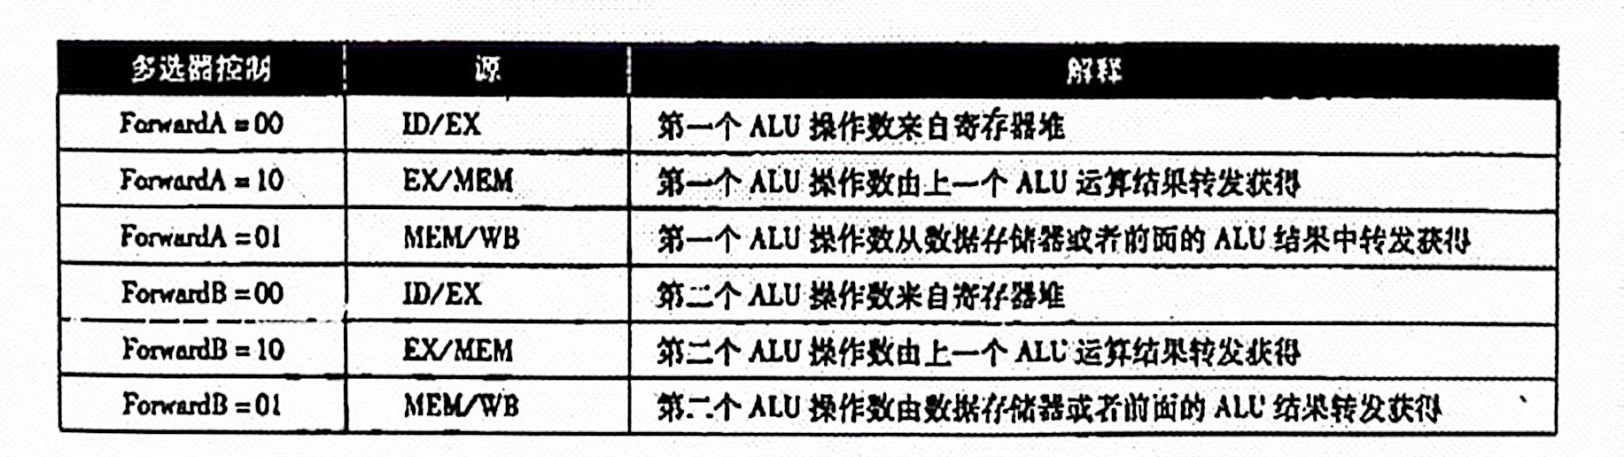 多选器控制 源 解释
ForwardA = 00 ID/EX 第一个 ALU 操作数来自寄存器堆
ForwardA = 10 EX/MEM 第一个 ALU 操作数由上一个 ALU 运算结果转发获得
ForwardA = 01 MEM/WB 第一个 ALU 操作数从数据存储器或者前面的 ALU 结果中转发获得
ForwardB = 00 ID/EX 第二个 ALU 操作数来自寄存器堆
ForwardB = 10 EX/MEM 第二个 ALU 操作数由上一个 ALU 运算结果转发获得
ForwardB = 01 MEM/WB 第二个 ALU 操作数由数据存储器或者前面的 ALU 结果转发获得